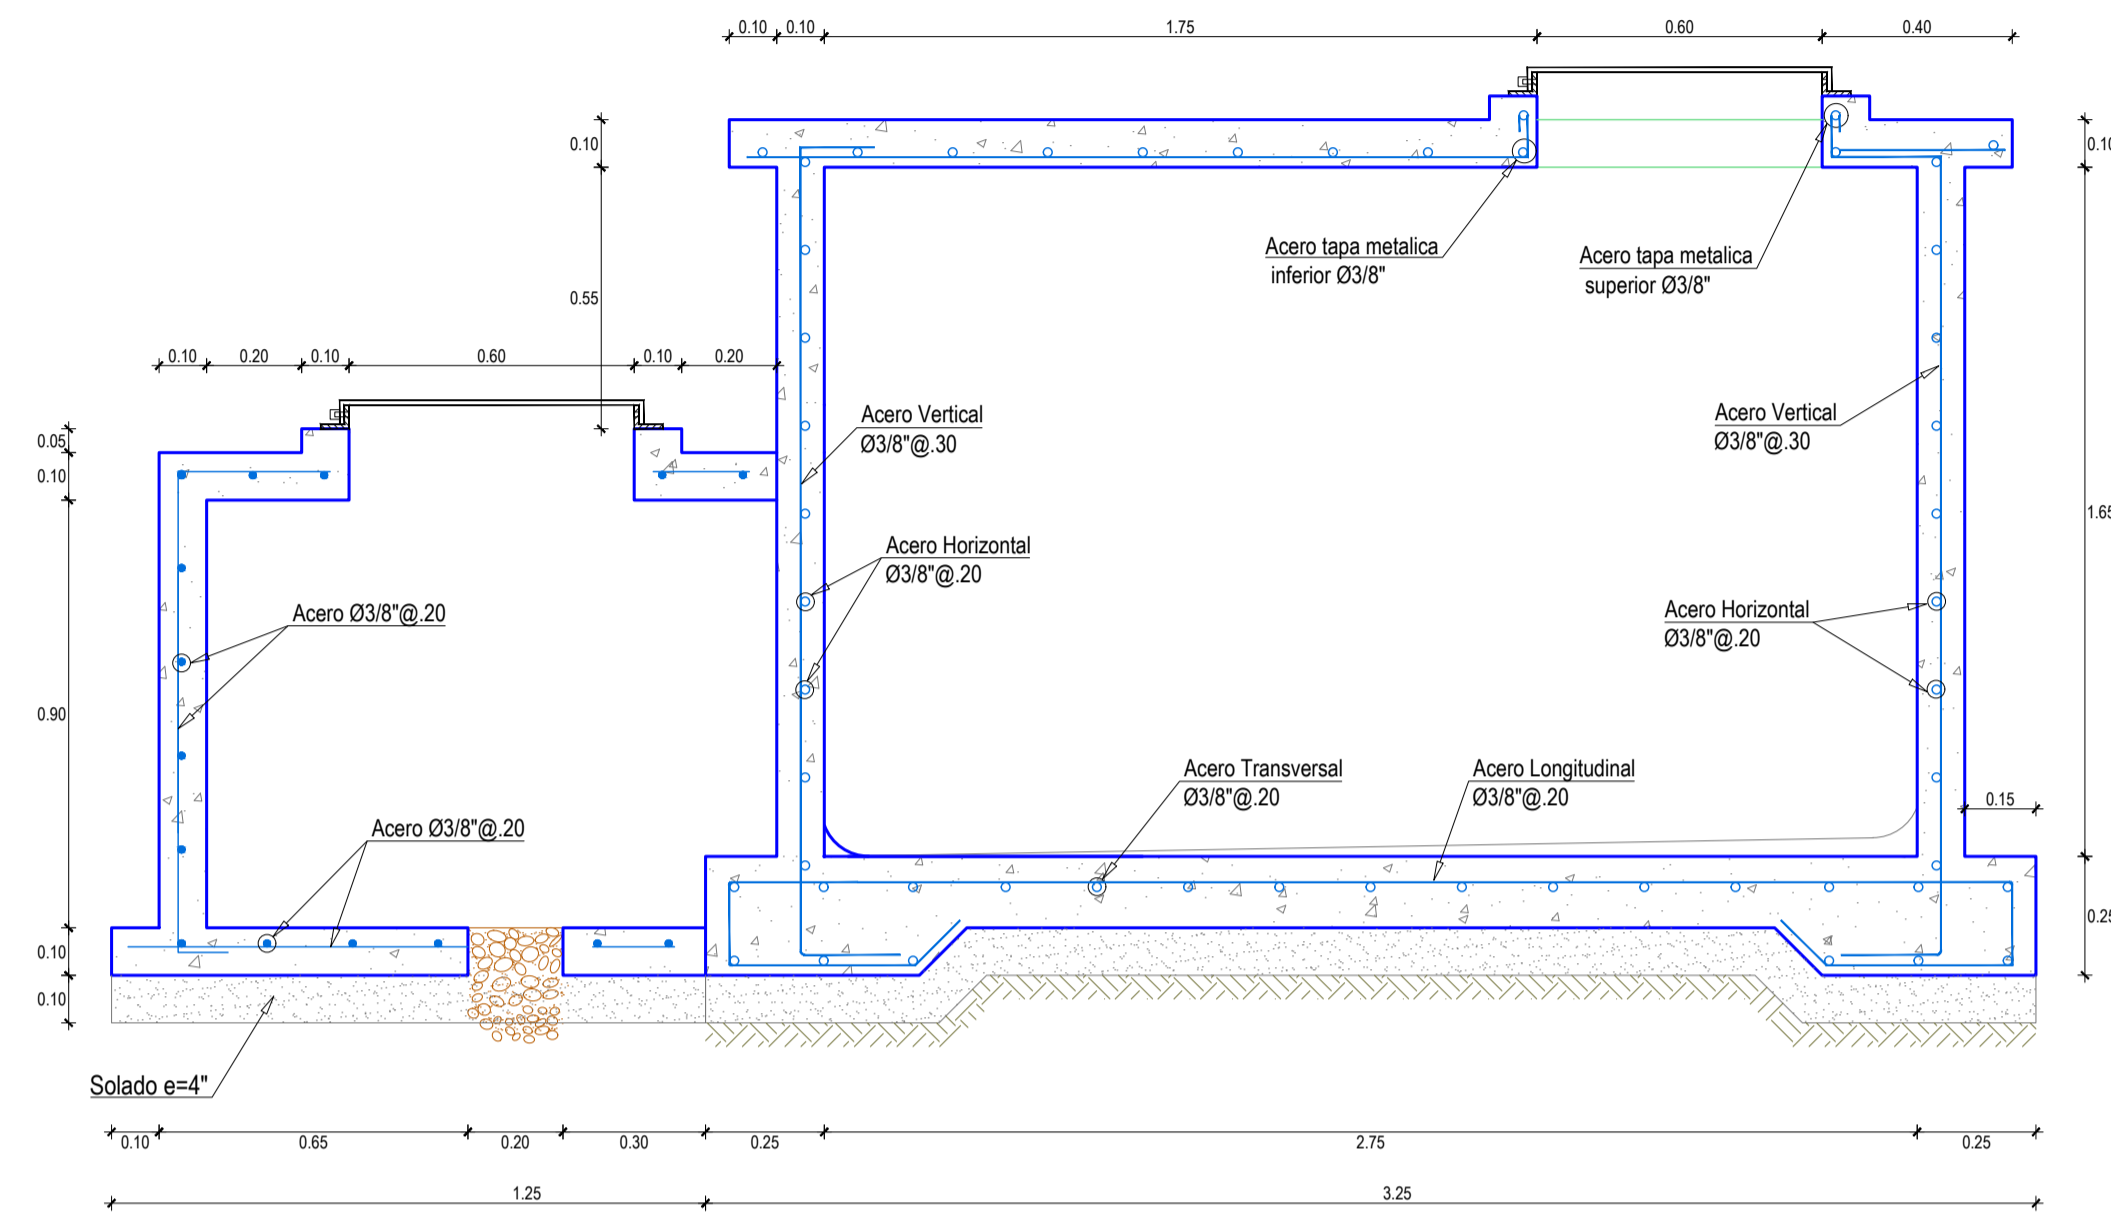 0.10 0.10 1.75 0.60 0.40
0.10
0.10
Acero tapa metalica
inferior Ø3/8"
Acero tapa metalica
superior Ø3/8"
0.55
0.10 0.20 0.10 0.60 0.10 0.20
Acero Vertical
Ø3/8"@.30
Acero Vertical
Ø3/8"@.30
0.05
0.10
1.65
Acero Horizontal
Ø3/8"@.20
Acero Ø3/8"@.20
Acero Horizontal
Ø3/8"@.20
0.90
Acero Transversal
Ø3/8"@.20
Acero Longitudinal
Ø3/8"@.20
0.15
Acero Ø3/8"@.20
0.25
0.10
0.10
Solado e=4"
0.10 0.65 0.20 0.30 0.25 2.75 0.25
1.25 3.25